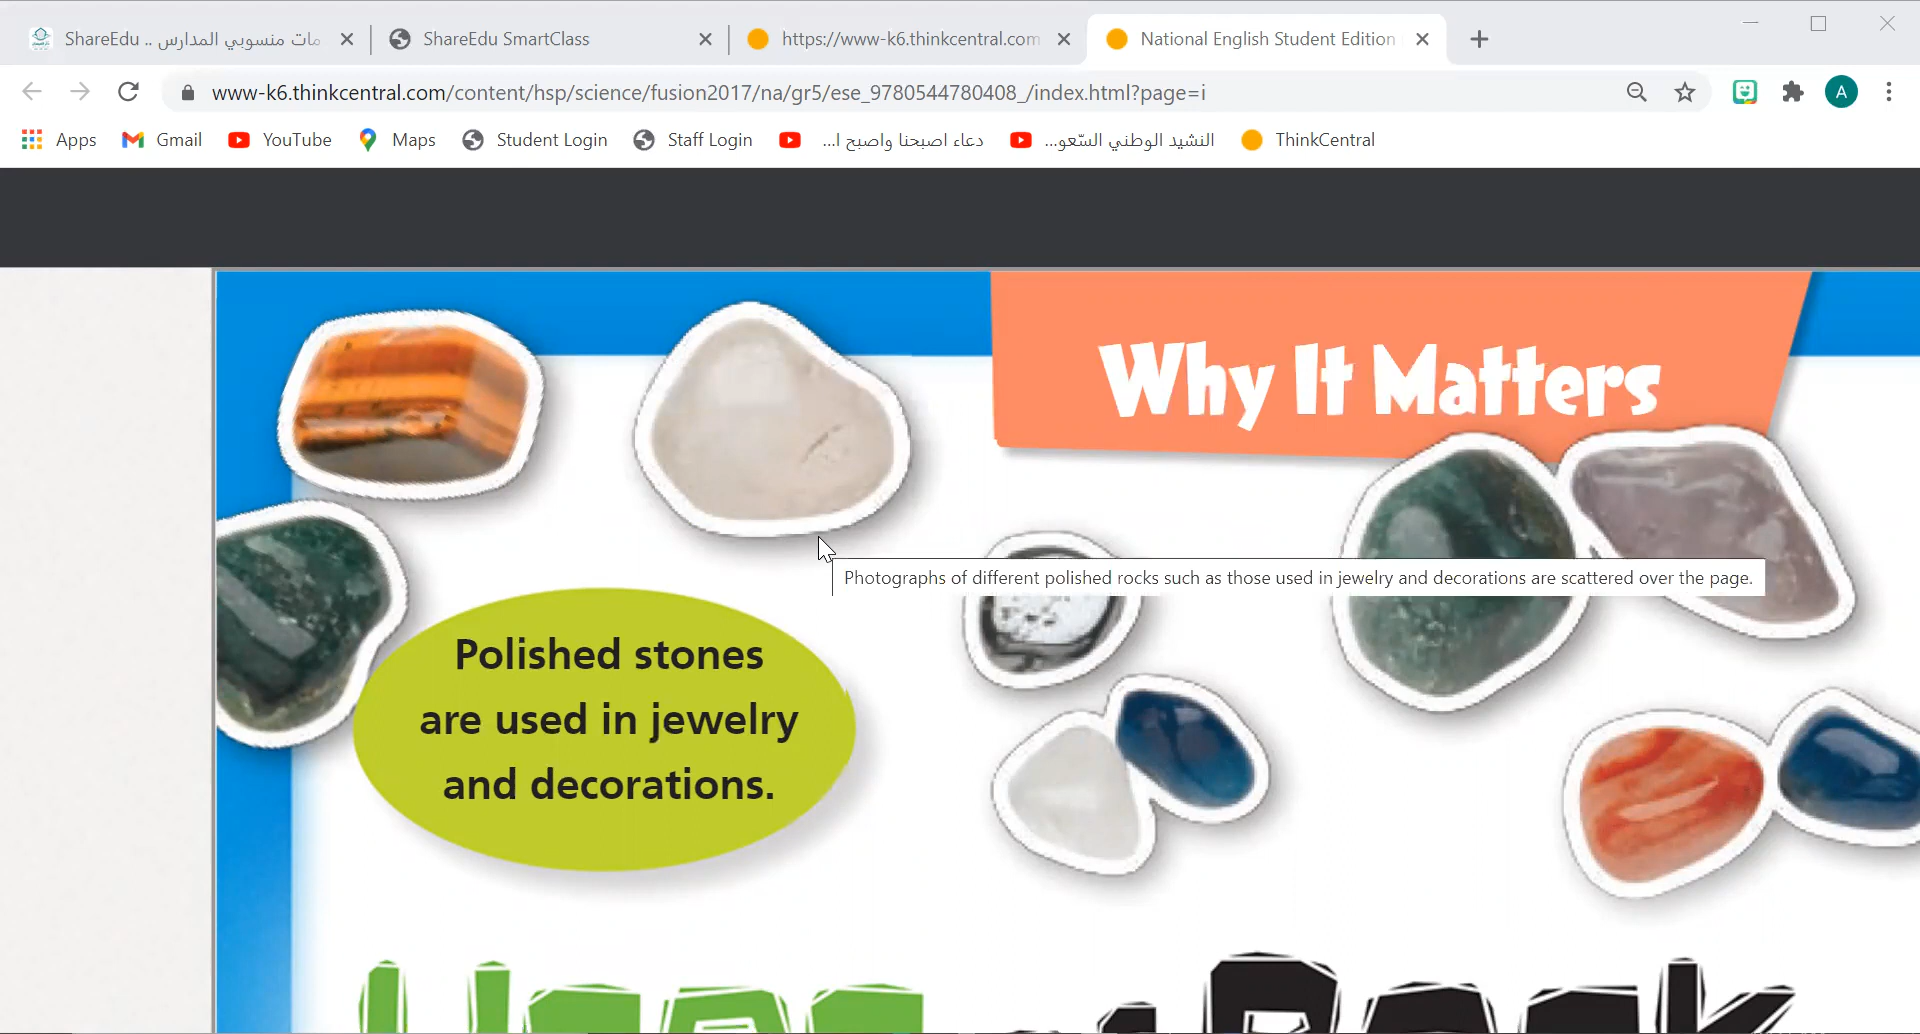 ShareEdu .. مات منسوبي المدارس
ShareEdu SmartClass
https://www-k6.thinkcentral.com
National English Student Edition
www-k6.thinkcentral.com/content/hsp/science/fusion2017/na/gr5/ese_9780544780408_/index.html?page=i
A
Apps
Gmail
YouTube
Maps
Student Login
Staff Login
دعاء اصبحنا واصبح ا...
النشيد الوطني السّعو...
ThinkCentral
Why It Matters
Photographs of different polished rocks such as those used in jewelry and decorations are scattered over the page.
Polished stones
are used in jewelry
and decorations.